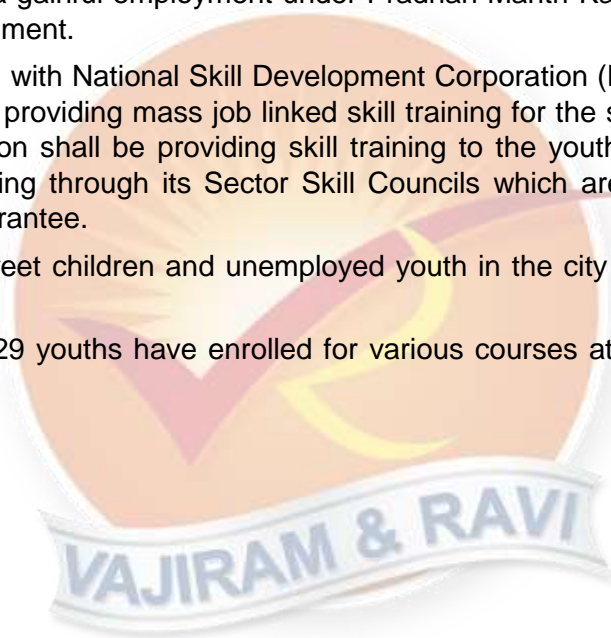 a gainful employment under Pradhan Manth Ka
ment.
with National Skill Development Corporation (
providing mass job linked skill training for the s
on shall be providing skill training to the youth
ing through its Sector Skill Councils which are
rantee.
eet children and unemployed youth in the city
29 youths have enrolled for various courses at
VAJIRAM & RAVI